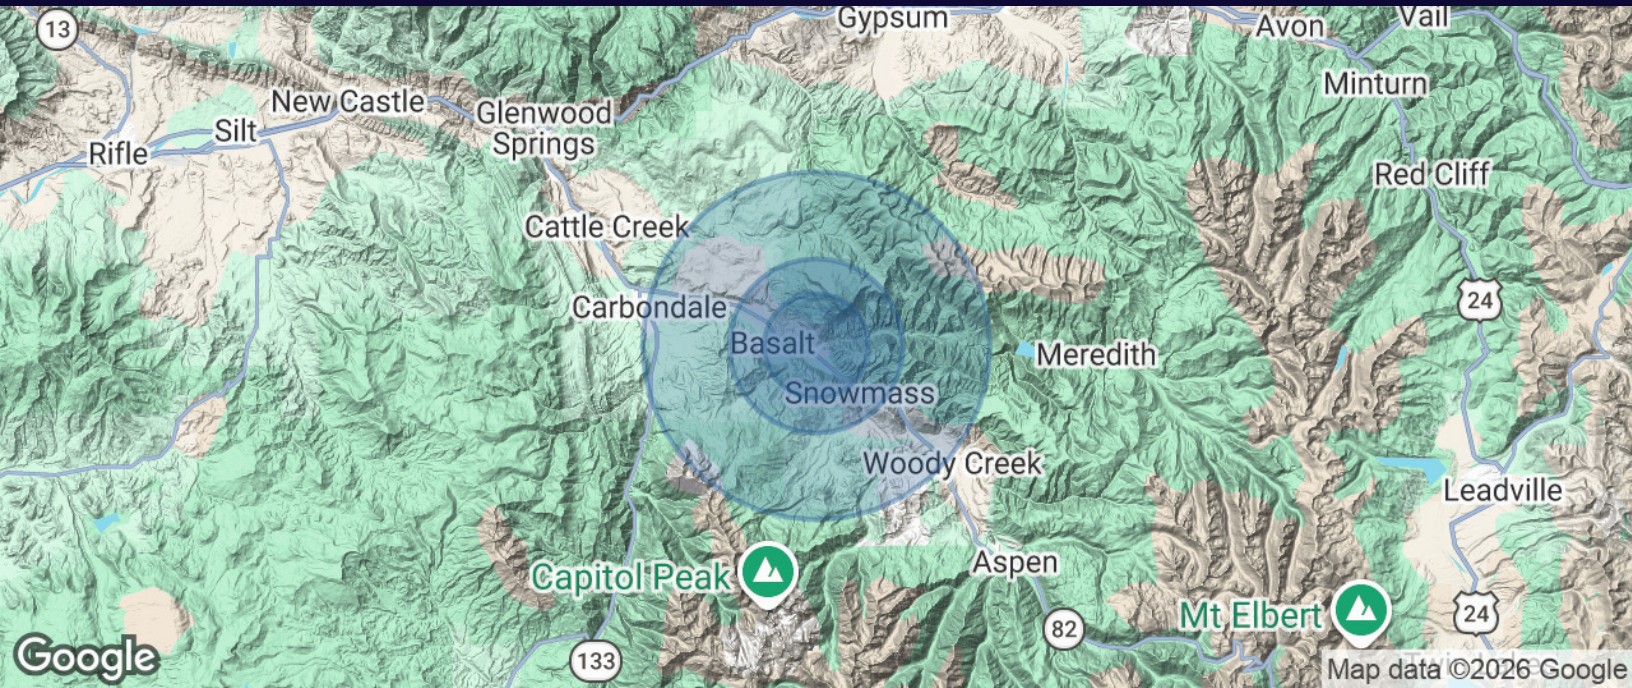 13
Gypsum
Avon
Vail
Minturn
New Castle
Glenwood
Springs
Silt
Rifle
Red Cliff
Cattle Creek
24
Carbondale
Basalt
Meredith
Snowmass
Woody Creek
Leadville
Aspen
Capitol Peak
Mt Elbert
24
82
133
Google
Map data ©2026 Google